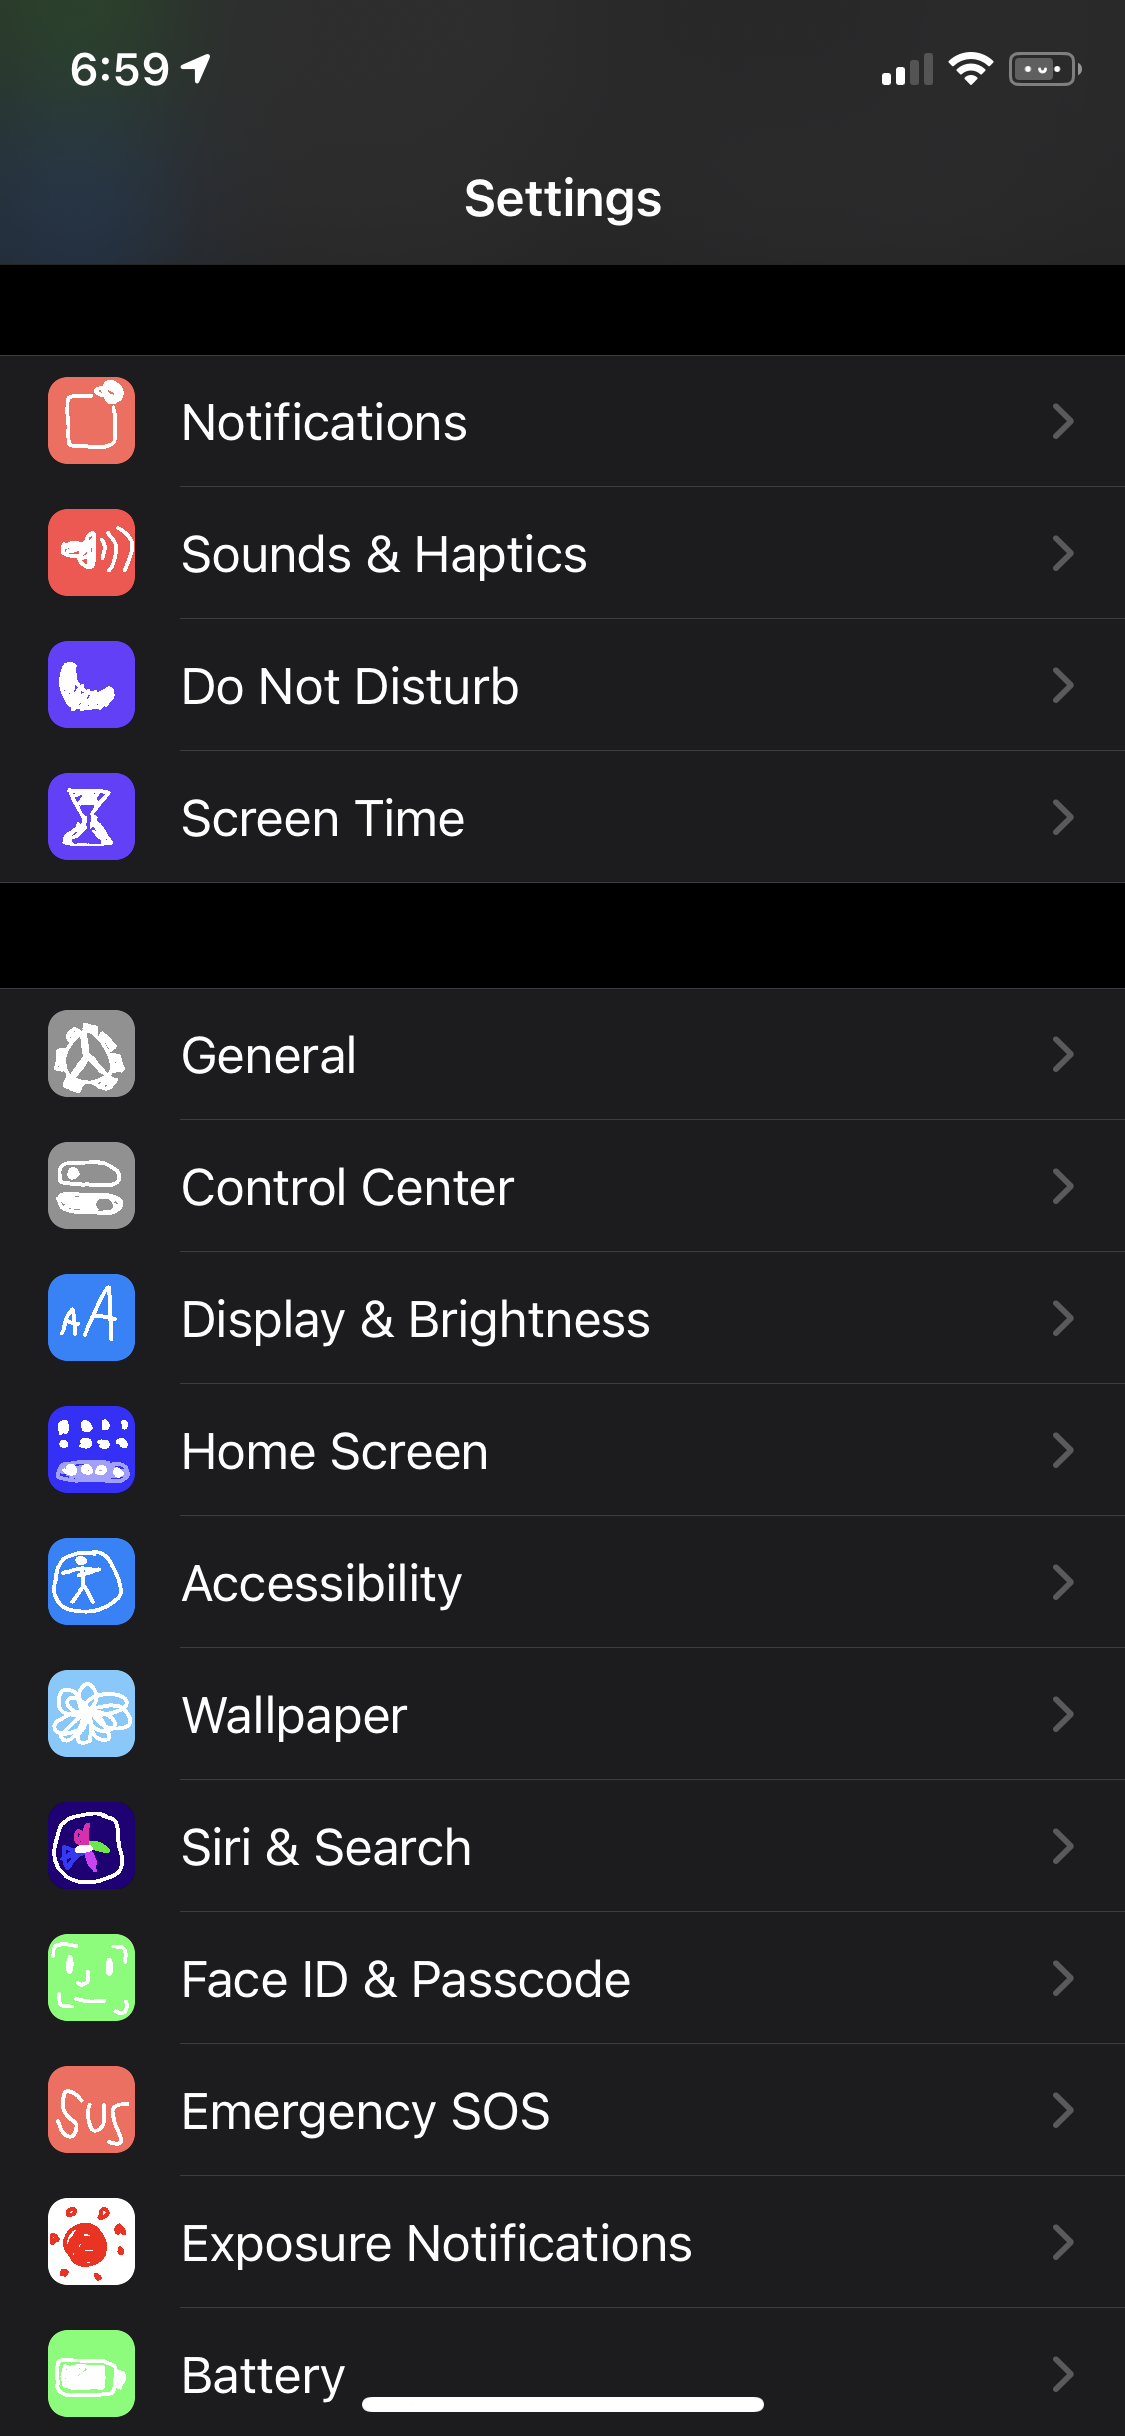 6:59
Settings
Notifications
Sounds & Haptics
Do Not Disturb
Screen Time
General
Control Center
AA Display & Brightness
Home Screen
Accessibility
Wallpaper
Siri & Search
Face ID & Passcode
SUS Emergency SOS
Exposure Notifications
Battery